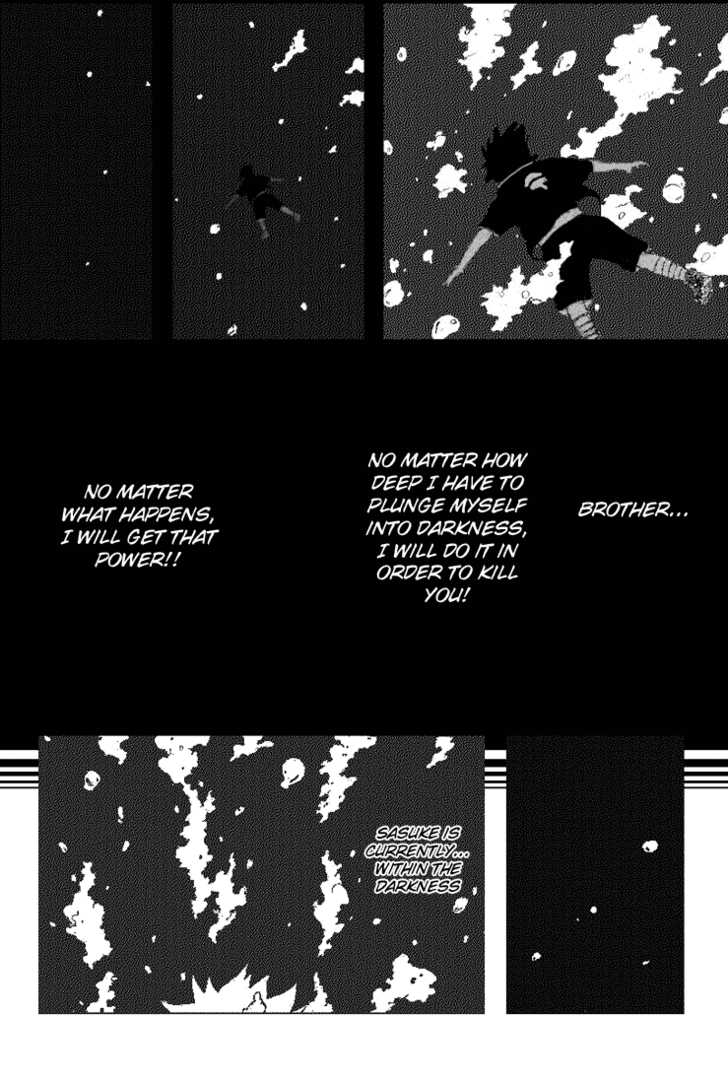 BROTHER...
NO MATTER HOW
DEEP I HAVE TO
PLUNGE MYSELF
INTO DARKNESS,
I WILL DO IT IN
ORDER TO KILL
YOU!
NO MATTER
WHAT HAPPENS,
I WILL GET THAT
POWER!!
SASUKE IS
CURRENTLY...
WITHIN THE
DARKNESS